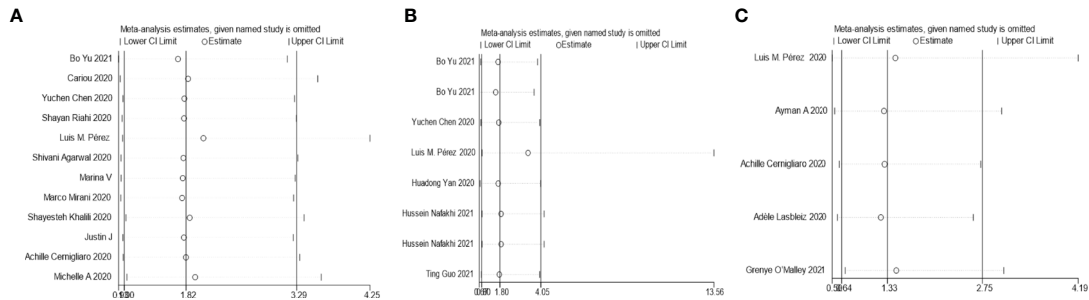 A
Meta-analysis estimates, given named study is omitted
Lower CI Limit Estimate Upper CI Limit
Bo Yu 2021
Cariou 2020
Yuchen Chen 2020
Shayan Riahi 2020
Luis M. Pérez
Shivani Agarwal 2020
Marina V
Marco Mirani 2020
Shayesteh Khalili 2020
Justin J
Achille Cernigliaro 2020
Michelle A 2020
1.82 3.29 4.25
B
Meta-analysis estimates, given named study is omitted
Lower CI Limit Estimate Upper CI Limit
Bo Yu 2021
Bo Yu 2021
Yuchen Chen 2020
Luis M. Pérez 2020
Huadong Yan 2020
Hussein Nafakhi 2021
Hussein Nafakhi 2021
Ting Guo 2021
1.80 4.05 13.56
C
Meta-analysis estimates, given named study is omitted
Lower CI Limit Estimate Upper CI Limit
Luis M. Pérez 2020
Ayman A 2020
Achille Cernigliaro 2020
Adèle Lasbleiz 2020
Grenye O'Malley 2021
1.33 2.75 4.19